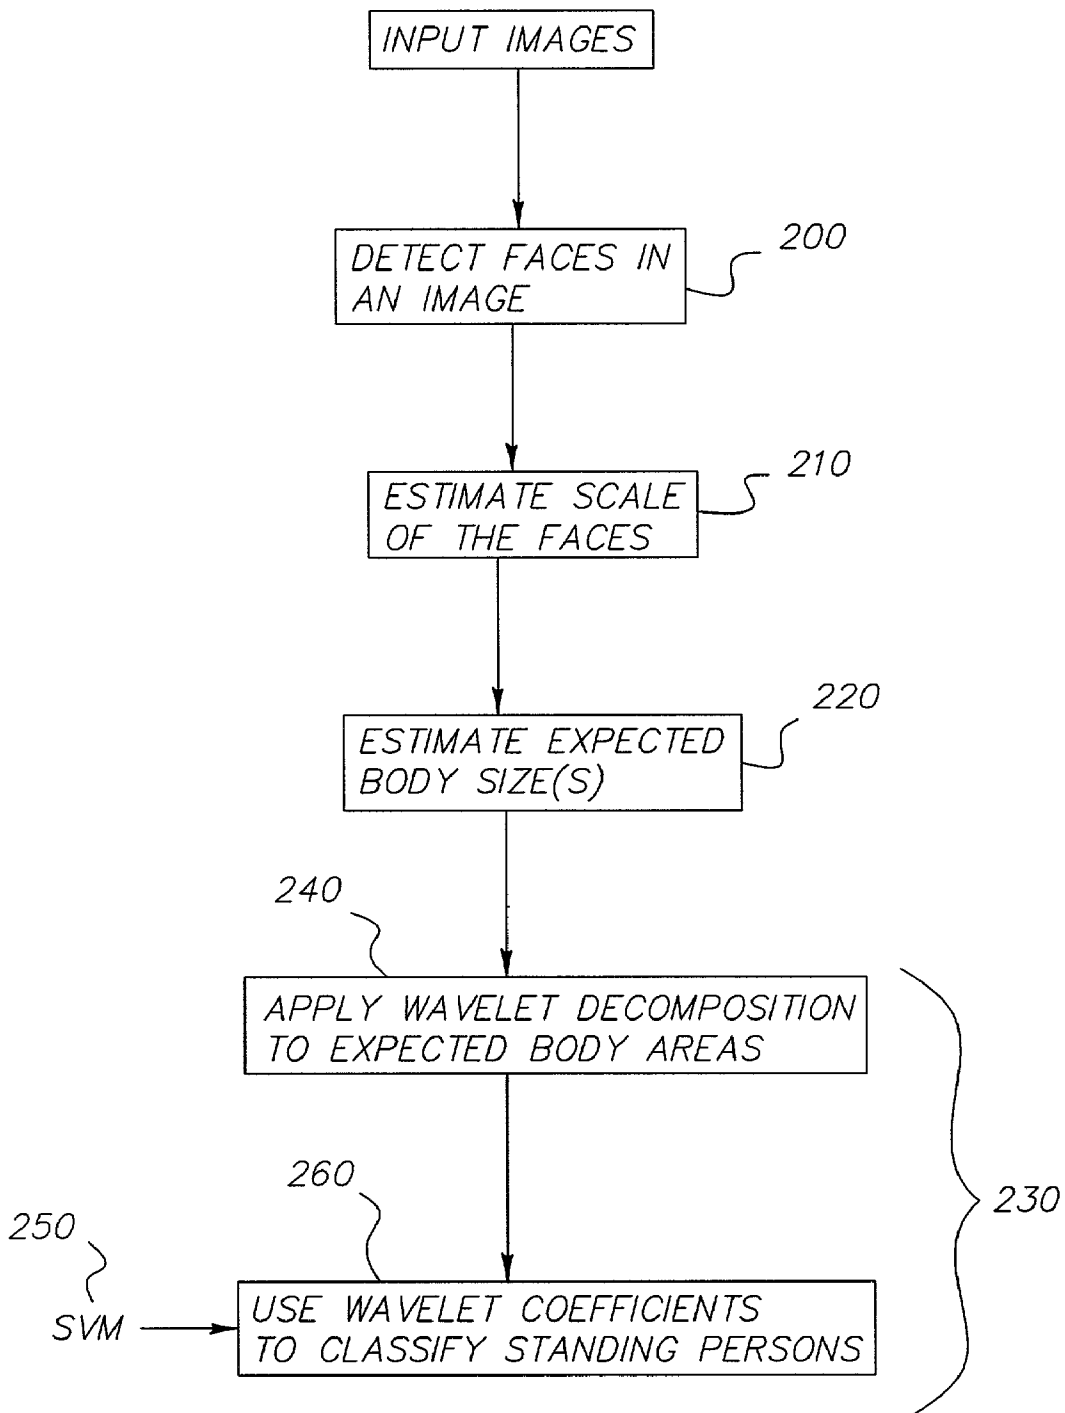 INPUT IMAGES
200
DETECT FACES IN
AN IMAGE
210
ESTIMATE SCALE
OF THE FACES
220
ESTIMATE EXPECTED
BODY SIZE(S)
240
APPLY WAVELET DECOMPOSITION
TO EXPECTED BODY AREAS
260
230
250
USE WAVELET COEFFICIENTS
SVM
TO CLASSIFY STANDING PERSONS